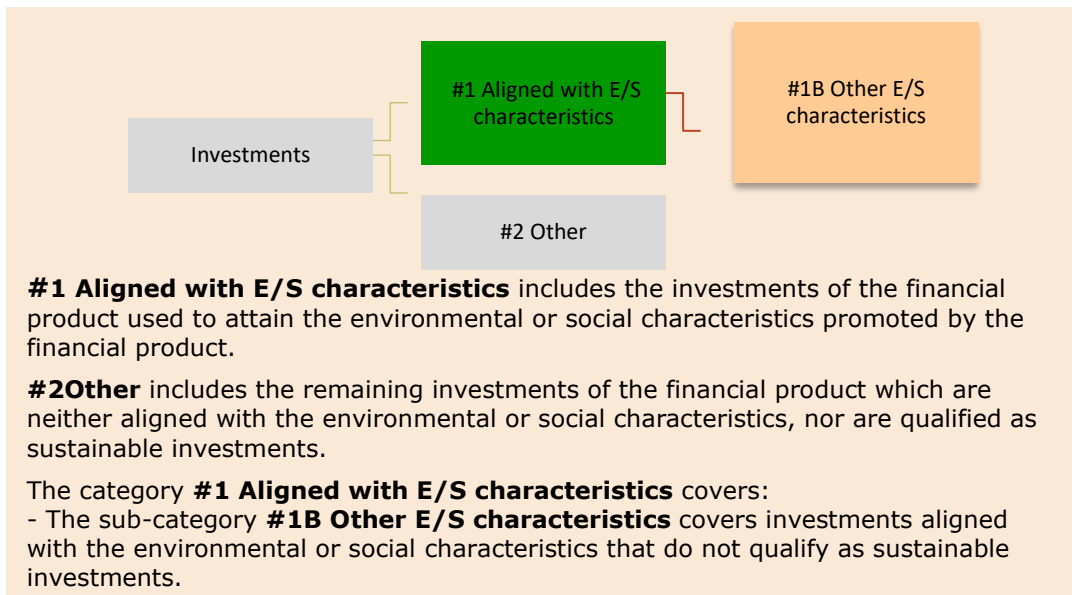 #1 Aligned with E/S
characteristics
#1B Other E/S
characteristics
Investments
#2 Other
#1 Aligned with E/S characteristics includes the investments of the financial
product used to attain the environmental or social characteristics promoted by the
financial product.
#2Other includes the remaining investments of the financial product which are
neither aligned with the environmental or social characteristics, nor are qualified as
sustainable investments.
The category #1 Aligned with E/S characteristics covers:
- The sub-category #1B Other E/S characteristics covers investments aligned
with the environmental or social characteristics that do not qualify as sustainable
investments.